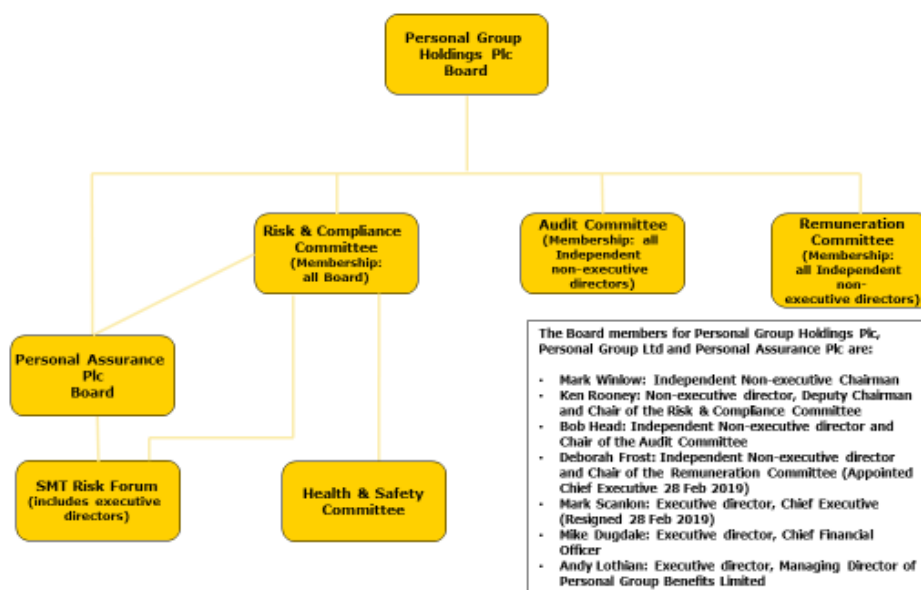 Personal Group
Holdings Plc
Board
Risk & Compliance
Committee
(Membership:
all Board)
Audit Committee
(Membership: all
Independent
non-executive
directors)
Remuneration
Committee
(Membership:
all Independent
non-
executive directors)
Personal Assurance
Plc
Board
SMT Risk Forum
(includes executive
directors)
Health & Safety
Committee
The Board members for Personal Group Holdings Plc,
Personal Group Ltd and Personal Assurance Plc are:
- Mark Winlow: Independent Non-executive Chairman
- Ken Rooney: Non-executive director, Deputy Chairman
and Chair of the Risk & Compliance Committee
- Bob Head: Independent Non-executive director and
Chair of the Audit Committee
- Deborah Frost: Independent Non-executive director
and Chair of the Remuneration Committee (Appointed
Chief Executive 28 Feb 2019)
- Mark Scanlon: Executive director, Chief Executive
(Resigned 28 Feb 2019)
- Mike Dugdale: Executive director, Chief Financial
Officer
- Andy Lothian: Executive director, Managing Director of
Personal Group Benefits Limited